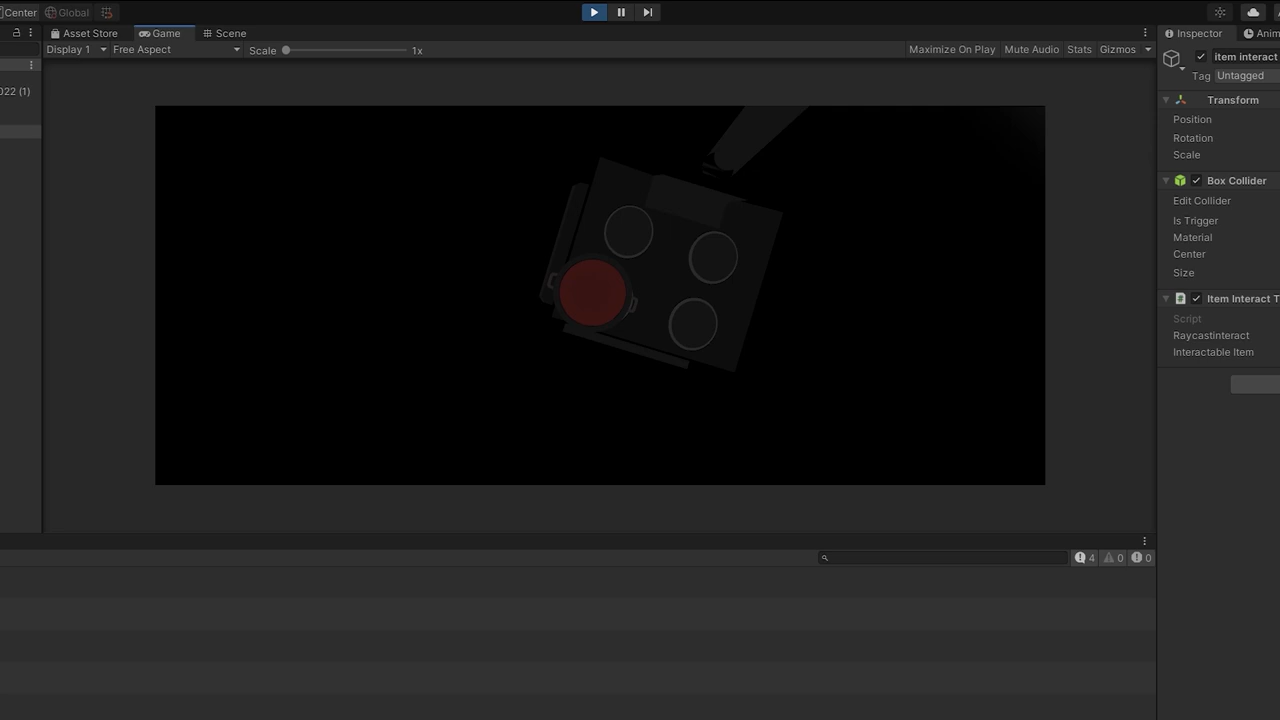 Center Global
Asset Store Game Scene Inspector Anim
Display 1 Free Aspect Scale 1x Maximize On Play Mute Audio Stats Gizmos
item interact
Tag Untagged
022 (1)
Transform
Position
Rotation
Scale
Box Collider
Edit Collider
Is Trigger
Material
Center
Size
Item Interact T
Script
Raycastinteract
Interactable Item
4 0 0